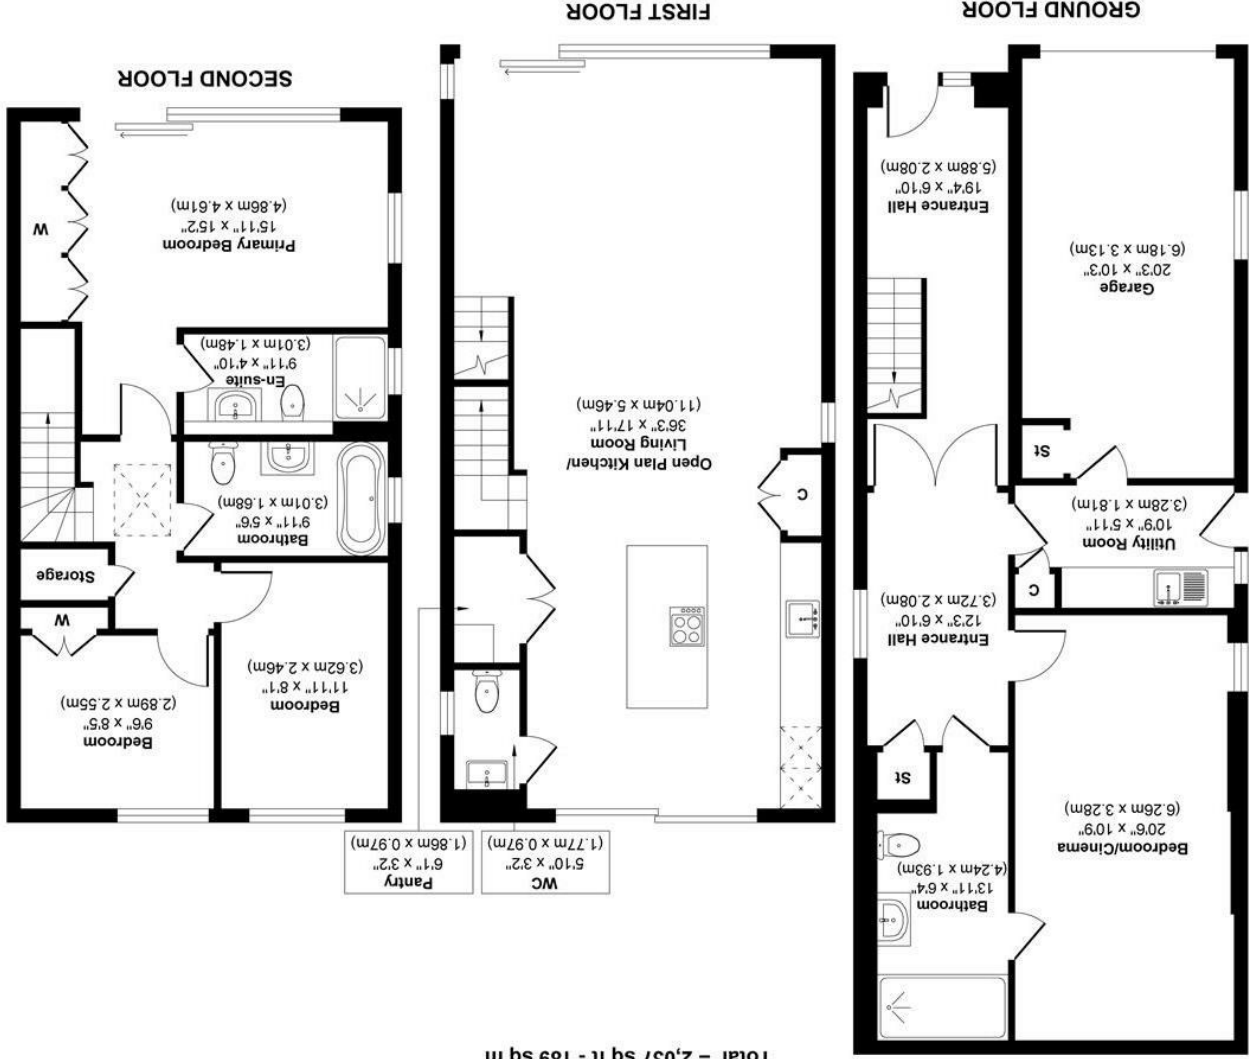 Total = 2,037 sq ft - 189 sq m
Bathroom
13'11" x 6'4"
(4.24m x 1.93m)
Bedroom/Cinema
20'6" x 10'9"
(6.26m x 3.28m)
St
Entrance Hall
12'3" x 6'10"
(3.72m x 2.08m)
C
Utility Room
10'9" x 5'11"
(3.28m x 1.81m)
St
Garage
20'3" x 10'3"
(6.18m x 3.13m)
Entrance Hall
19'4" x 6'10"
(5.88m x 2.08m)
GROUND FLOOR
WC
5'10" x 3'2"
(1.77m x 0.97m)
Pantry
6'1" x 3'2"
(1.86m x 0.97m)
C
Open Plan Kitchen/
Living Room
36'3" x 17'11"
(11.04m x 5.46m)
FIRST FLOOR
Bedroom
11'11" x 8'1"
(3.62m x 2.46m)
Bedroom
9'6" x 8'5"
(2.89m x 2.55m)
W
Storage
Bathroom
9'11" x 5'6"
(3.01m x 1.68m)
En-suite
9'11" x 4'10"
(3.01m x 1.48m)
Primary Bedroom
15'11" x 15'2"
(4.86m x 4.61m)
W
SECOND FLOOR